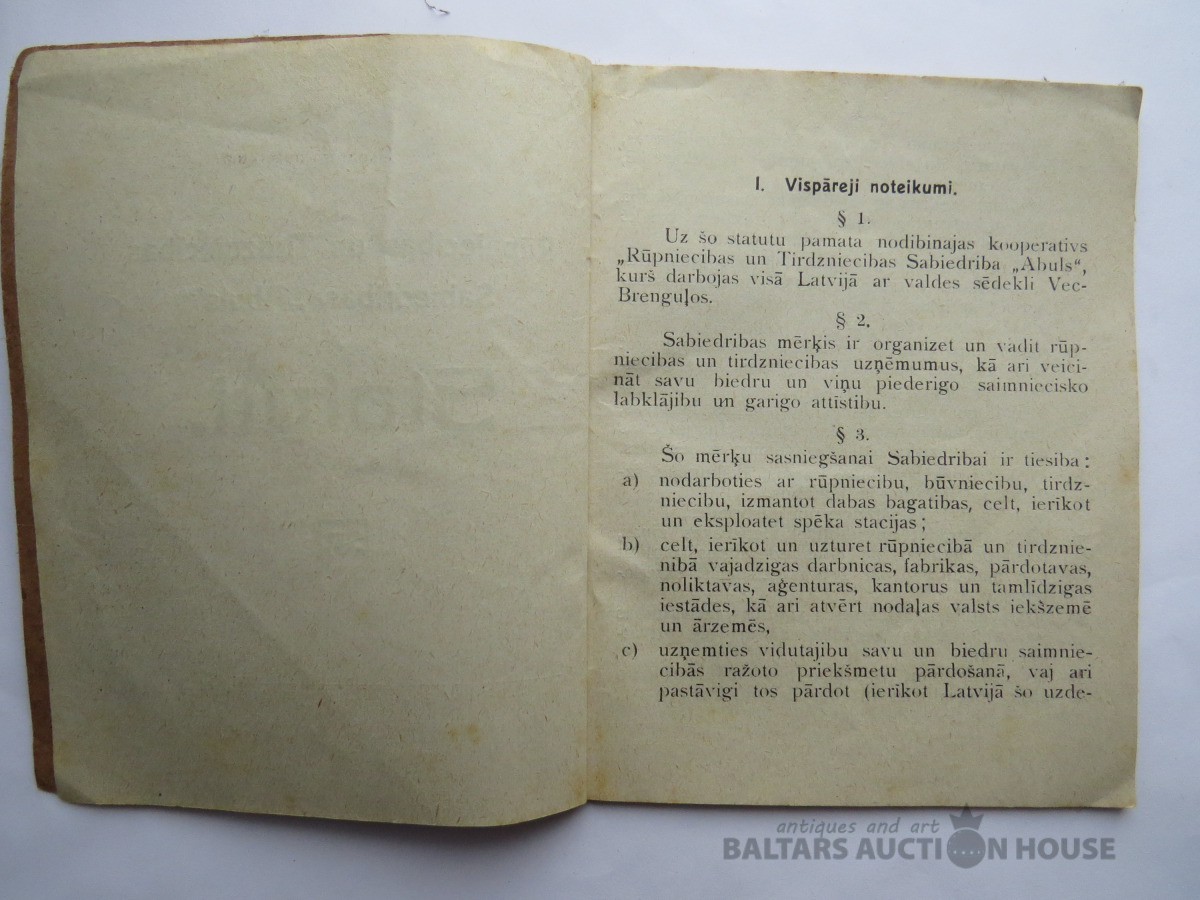 I. Vispāreji noteikumi.
§ 1.
Uz šo statutu pamata nodibinajas kooperativs
„Rūpniecibas un Tirdzniecibas Sabiedriba „Abuls“,
kurš darbojas visā Latvijā ar valdes sēdekli Vec-
Brenguļos.
§ 2.
Sabiedribas mērķis ir organizet un vadit rūp-
niecibas un tirdzniecibas uzņēmumus, kā ari veici-
nāt savu biedru un viņu piederigo saimniecisko
labklājibu un garigo attīstibu.
§ 3.
Šo mērķu sasniegšanai Sabiedribai ir tiesiba:
a) nodarboties ar rūpniecibu, būvniecibu, tirdz-
niecibu, izmantot dabas bagatibas, celt, ierīkot
un eksploatet spēka stacijas;
b) celt, ierīkot un uzturet rūpniecibā un tirdznie-
nibā vajadzigas darbnicas, fabrikas, pārdotavas,
noliktavas, aģenturas, kantorus un tamlīdzigas
iestādes, kā ari atvērt nodaļas valsts iekšzemē
un ārzemēs,
c) uzņemties vidutajibu savu un biedru saimnie-
cibās ražoto priekšmetu pārdošanā, vaj ari
pastāvigi tos pārdot (ierīkot Latvijā šo uzde-
antiques and art
BALTARS AUCTION HOUSE